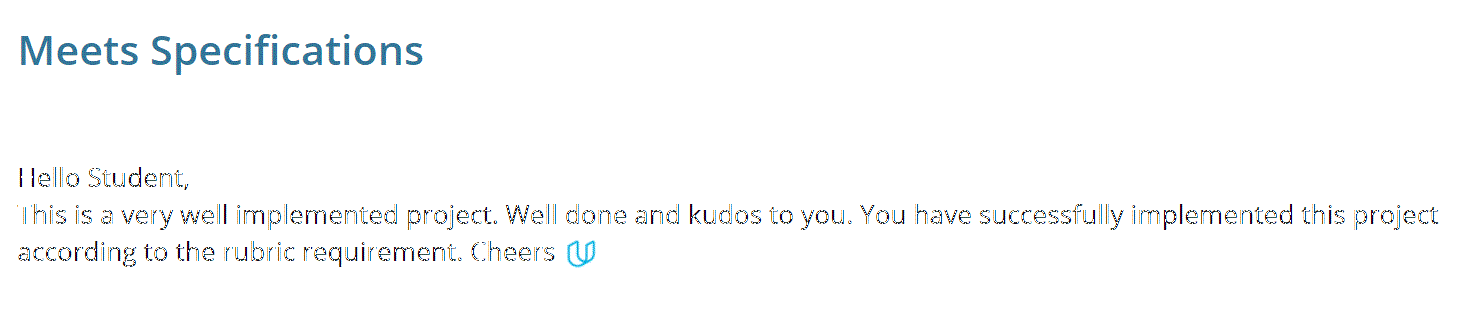 Meets Specifications
Hello Student,
This is a very well implemented project. Well done and kudos to you. You have successfully implemented this project
according to the rubric requirement. Cheers